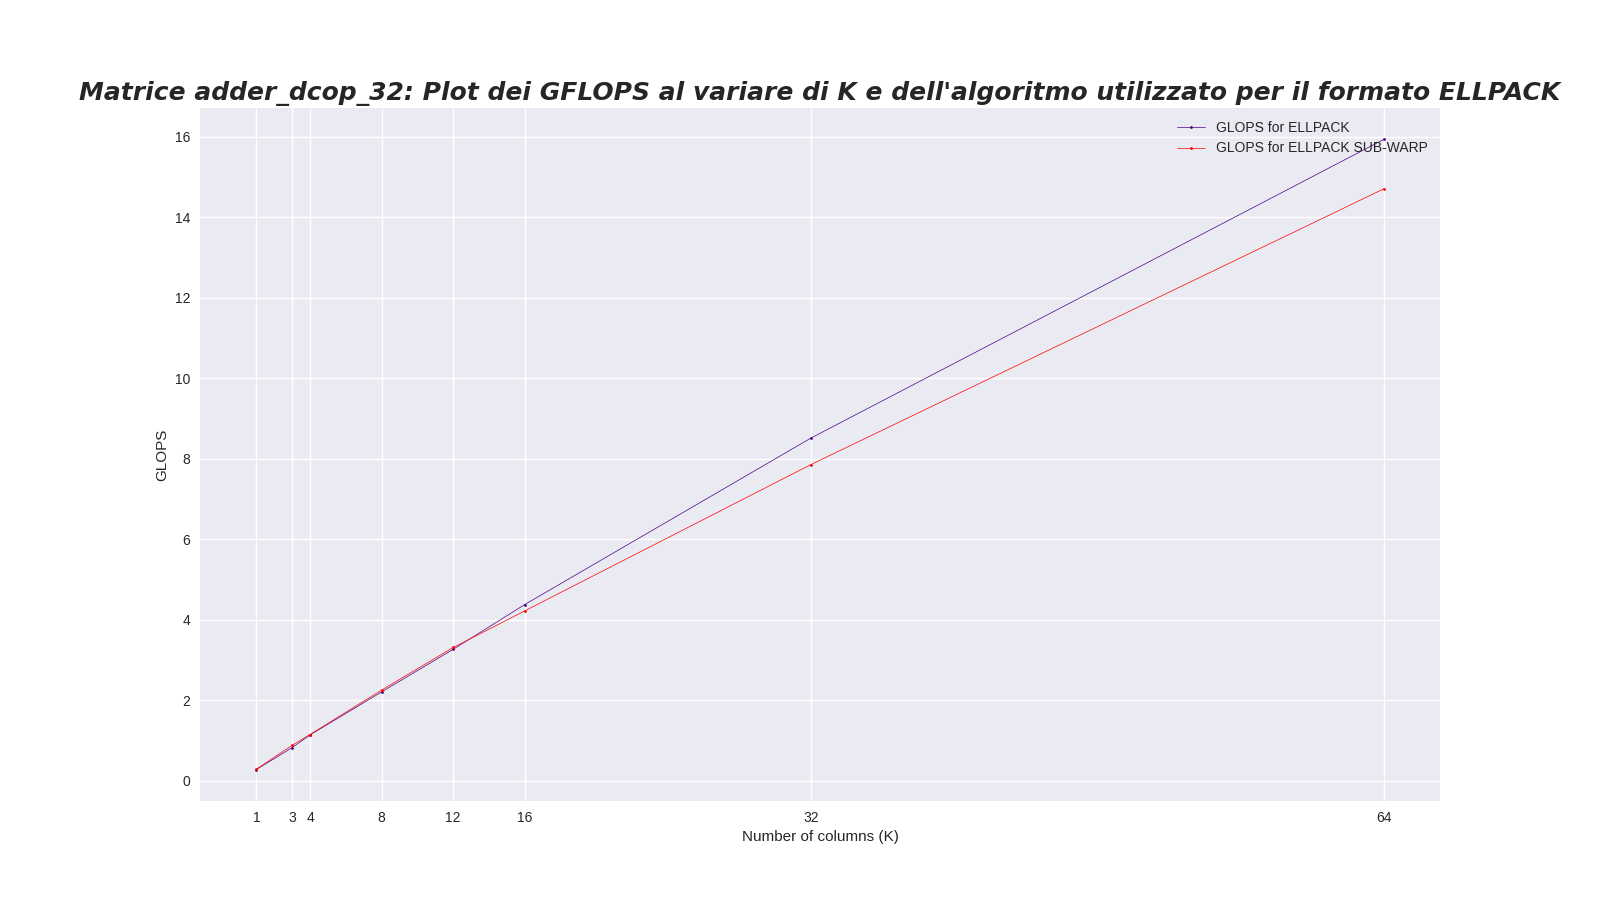 Matrice adder_dcop_32: Plot dei GFLOPS al variare di K e dell'algoritmo utilizzato per il formato ELLPACK
GLOPS for ELLPACK
GLOPS for ELLPACK SUB-WARP
16
14
12
10
8
6
4
2
0
GLOPS
1 3 4 8 12 16 32 64
Number of columns (K)